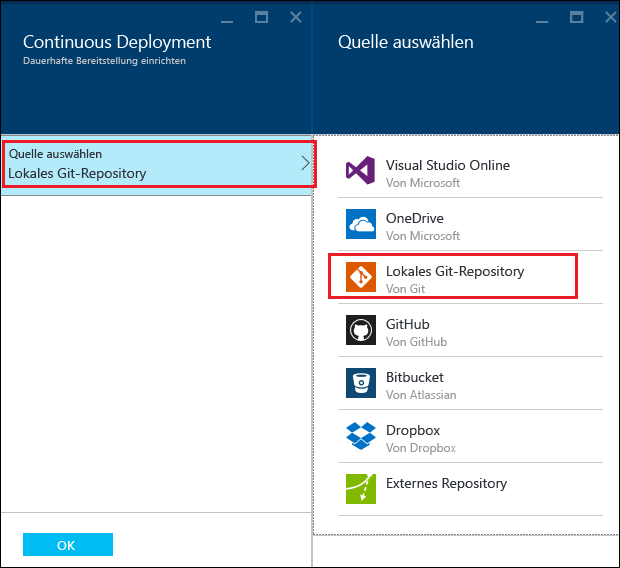 Continuous Deployment
Dauerhafte Bereitstellung einrichten
Quelle auswählen
Lokales Git-Repository
OK
Quelle auswählen
Visual Studio Online
Von Microsoft
OneDrive
Von Microsoft
Lokales Git-Repository
Von Git
GitHub
Von GitHub
Bitbucket
Von Atlassian
Dropbox
Von Dropbox
Externes Repository